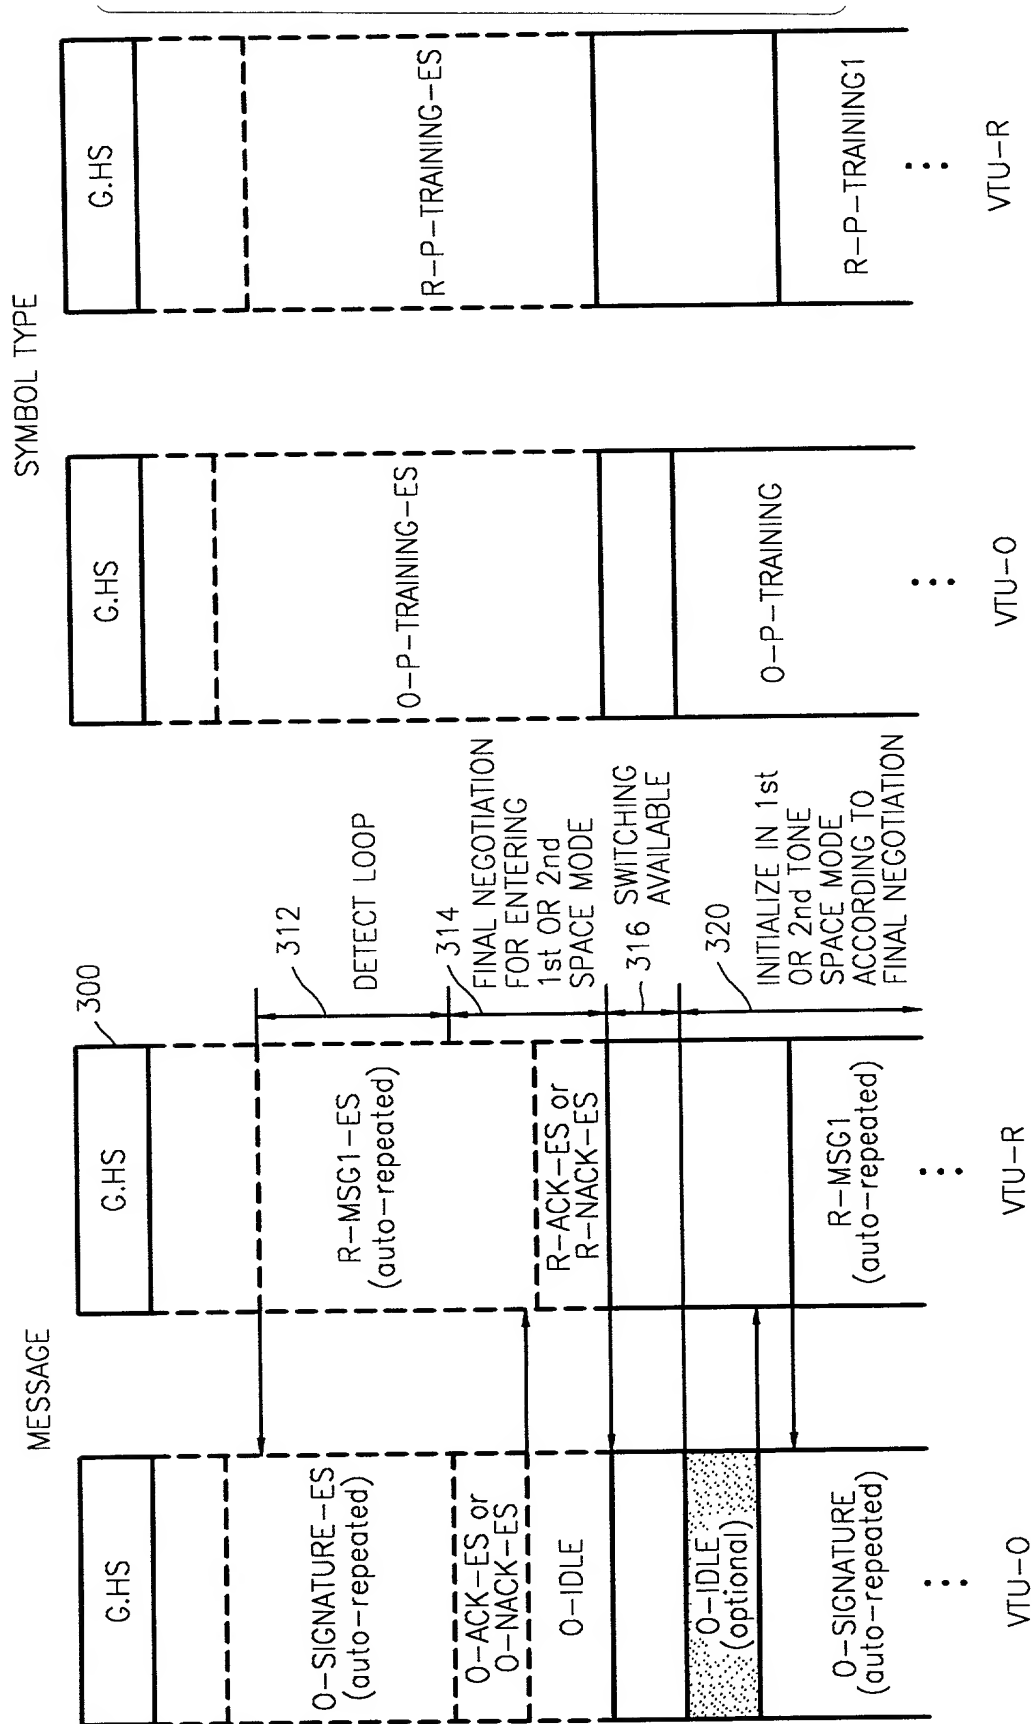 MESSAGE
G.HS
O-SIGNATURE-ES
(auto-repeated)
O-ACK-ES or
O-NACK-ES
O-IDLE
O-IDLE
(optional)
O-SIGNATURE
(auto-repeated)
VTU-O
G.HS
300
R-MSG1-ES
(auto-repeated)
R-ACK-ES or
R-NACK-ES
R-MSG1
(auto-repeated)
VTU-R
312
DETECT LOOP
314
FINAL NEGOTIATION
FOR ENTERING
1st OR 2nd
SPACE MODE
316 SWITCHING
AVAILABLE
320
INITIALIZE IN 1st
OR 2nd TONE
SPACE MODE
ACCORDING TO
FINAL NEGOTIATION
SYMBOL TYPE
G.HS
O-P-TRAINING-ES
O-P-TRAINING
VTU-O
G.HS
R-P-TRAINING-ES
R-P-TRAINING1
VTU-R